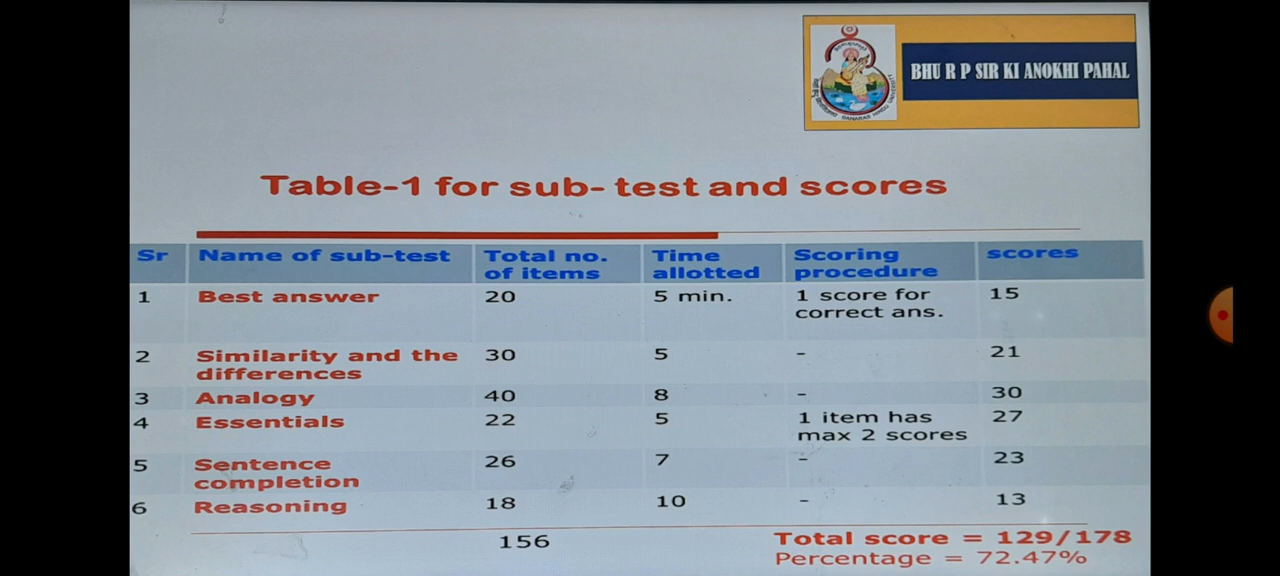 BHU R P SIR KI ANOKHI PAHAL
BANARAS HINDU
Table-1 for sub- test and scores
Sr Name of sub-test Total no. of items Time allotted Scoring procedure scores
1 Best answer 20 5 min. 1 score for correct ans. 15
2 Similarity and the differences 30 5 - 21
3 Analogy 40 8 - 30
4 Essentials 22 5 1 item has max 2 scores 27
5 Sentence completion 26 7 - 23
6 Reasoning 18 10 - 13
156 Total score = 129/178
Percentage = 72.47%